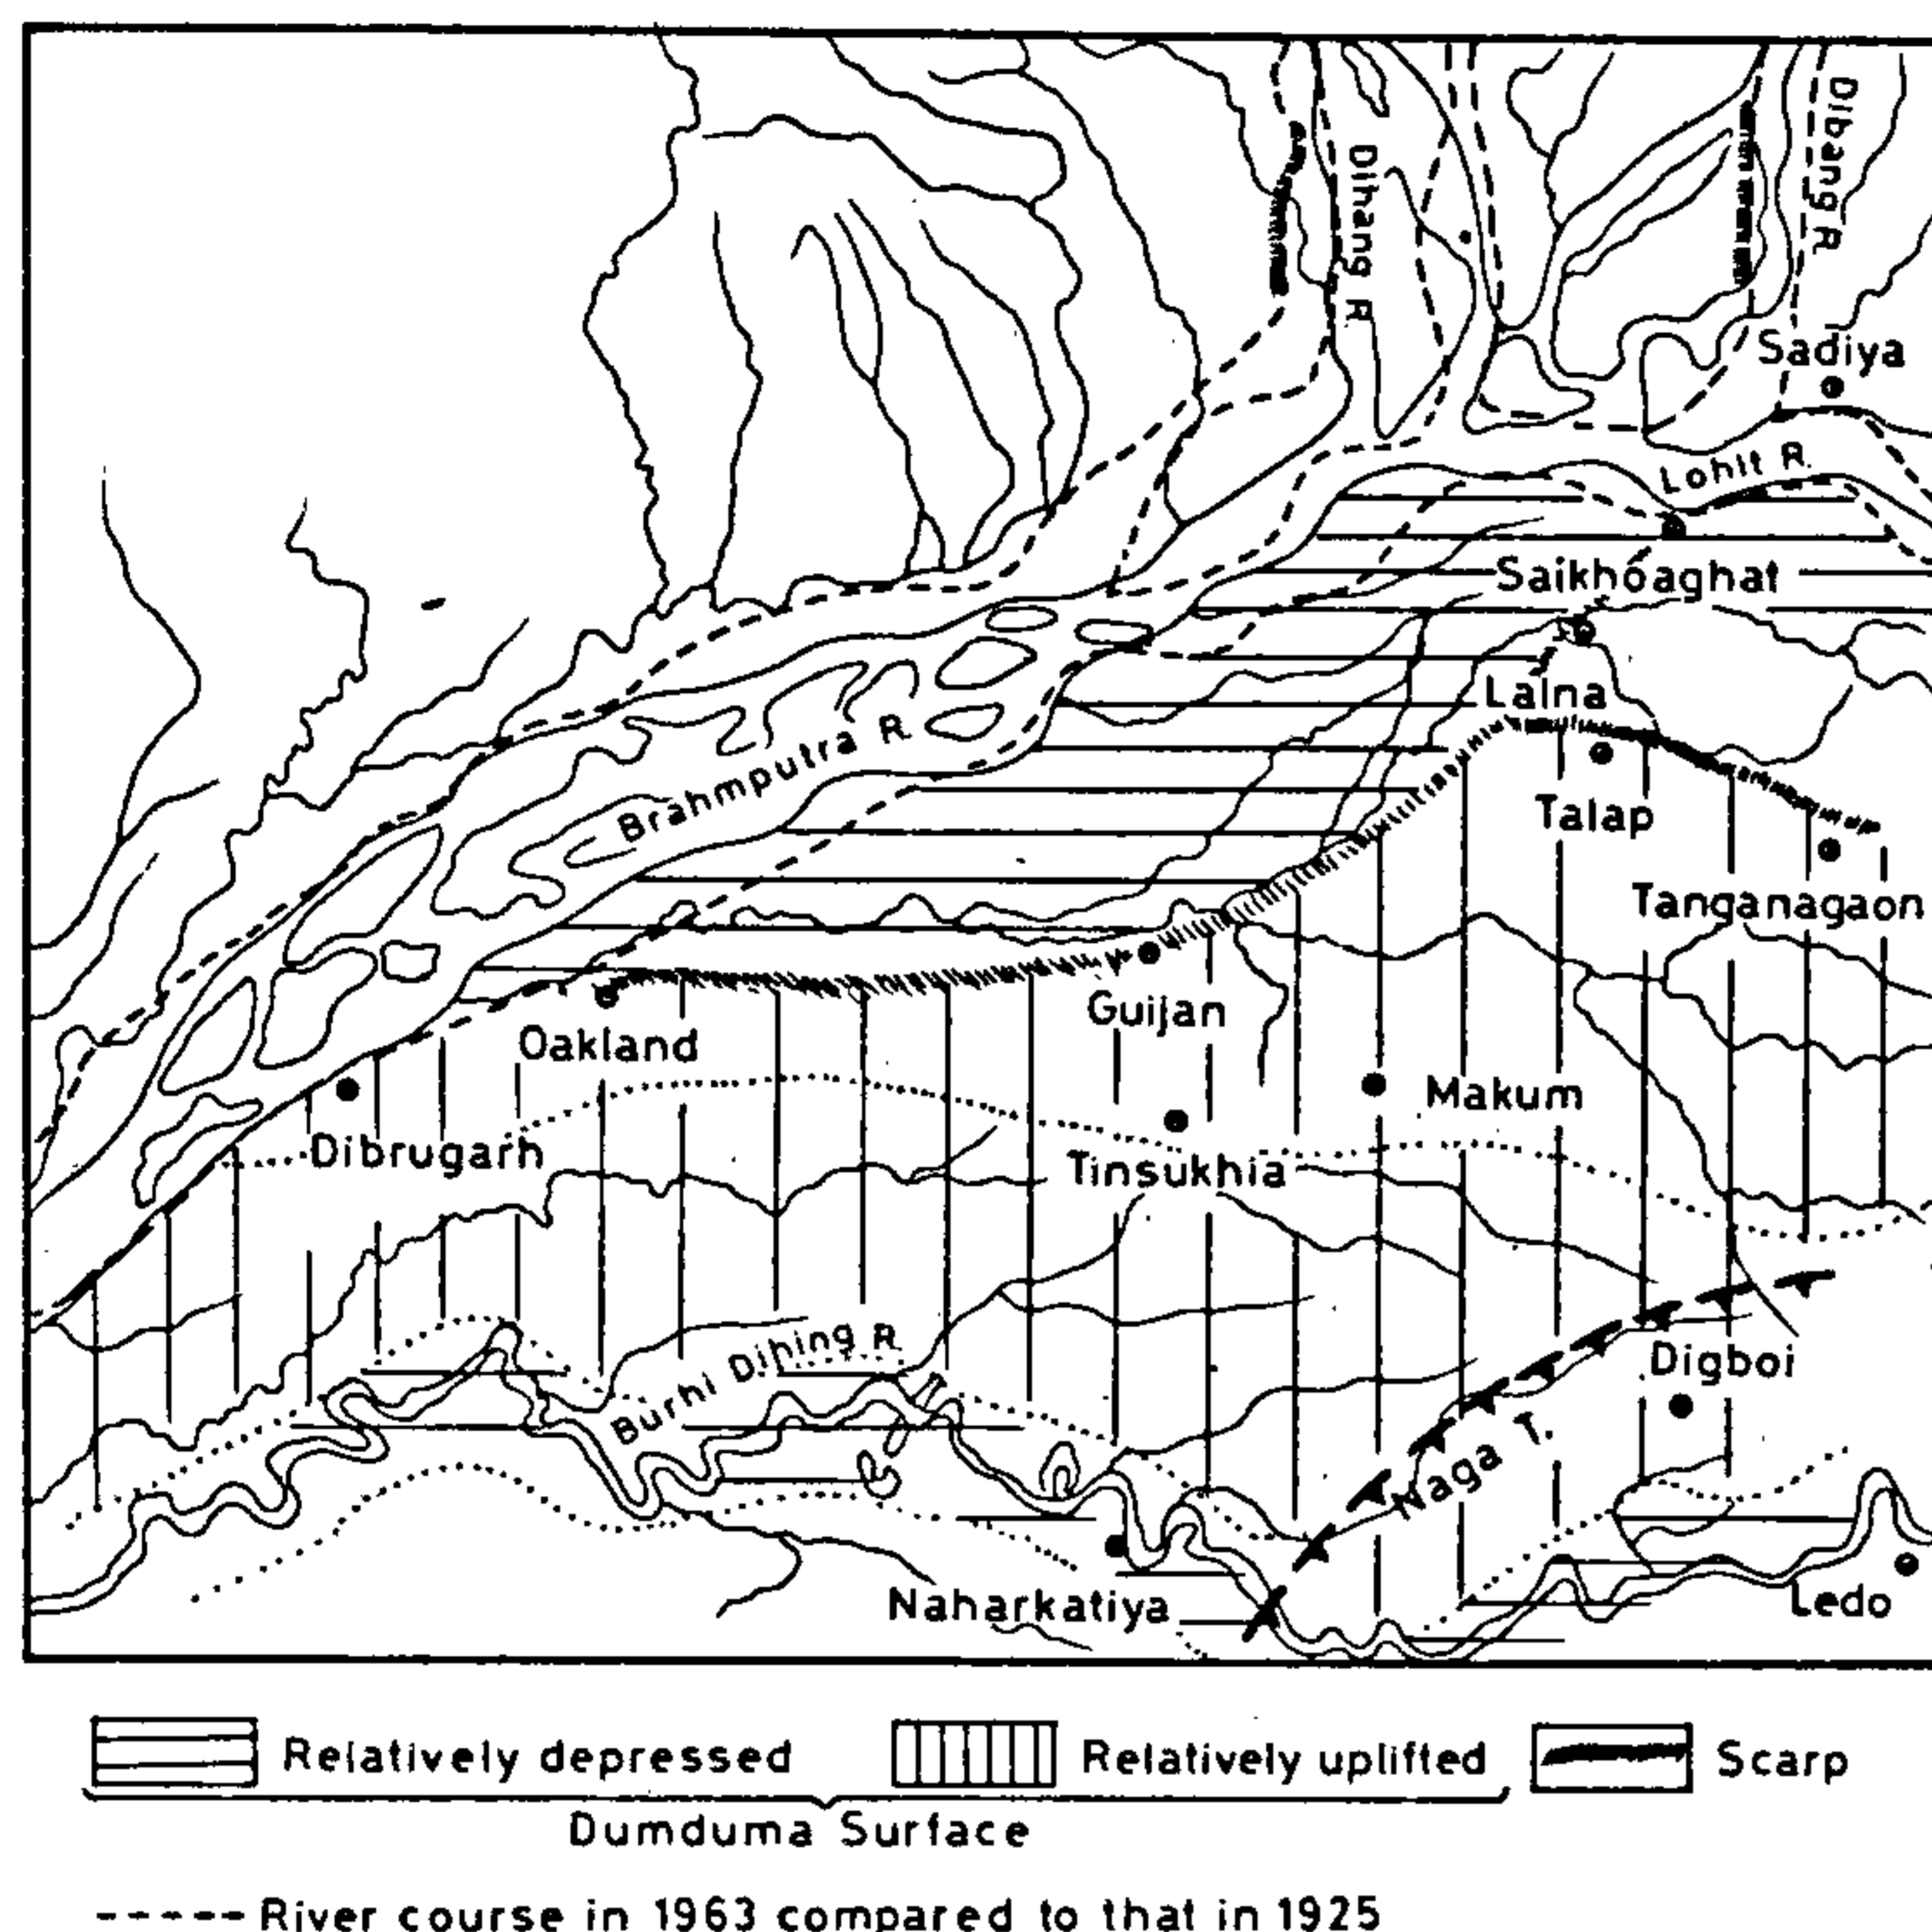 Dihang R
Dibang R
Sadiya
Lohit R.
Saikhoaghat
Laina
Brahmputra R
Talap
Tanganagaon
Guijan
Oakland
Makum
Dibrugarh
Tinsukhia
Burhi Dihing R
Digboi
Naga T.
Naharkatiya
Ledo
Relatively depressed
Relatively uplifted
Scarp
Dumduma Surface
River course in 1963 compared to that in 1925